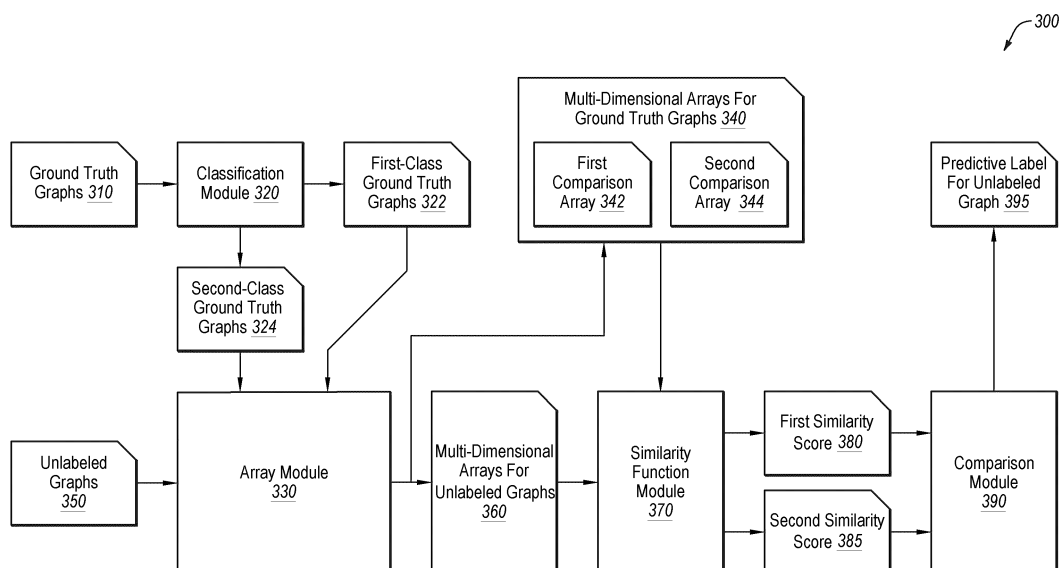 300
Multi-Dimensional Arrays For
Ground Truth Graphs 340
Ground Truth
Graphs 310
Classification
Module 320
First-Class
Ground Truth
Graphs 322
First
Comparison
Array 342
Second
Comparison
Array 344
Predictive Label
For Unlabeled
Graph 395
Second-Class
Ground Truth
Graphs 324
Unlabeled
Graphs
350
Array Module
330
Multi-Dimensional
Arrays For
Unlabeled Graphs
360
Similarity
Function
Module
370
First Similarity
Score 380
Second Similarity
Score 385
Comparison
Module
390